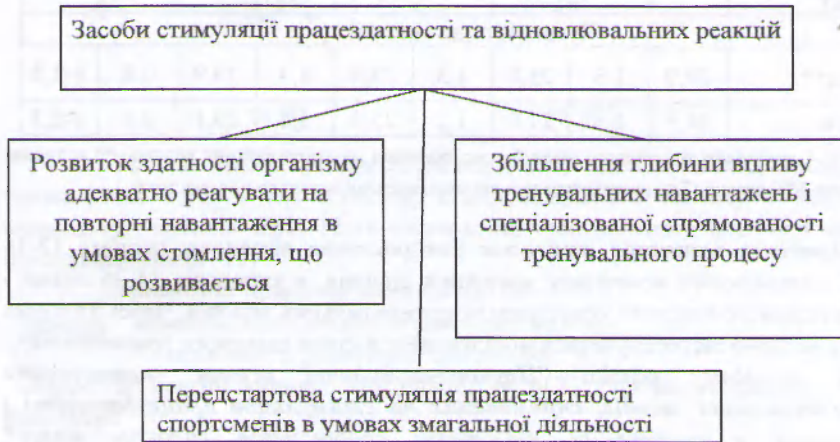 Засоби стимуляції працездатності та відновлювальних реакцій
Розвиток здатності організму
адекватно реагувати на
повторні навантаження в
умовах стомлення, що
розвивається
Збільшення глибини впливу
тренувальних навантажень і
спеціалізованої спрямованості
тренувального процесу
Передстартова стимуляція працездатності
спортсменів в умовах змагальної діяльності